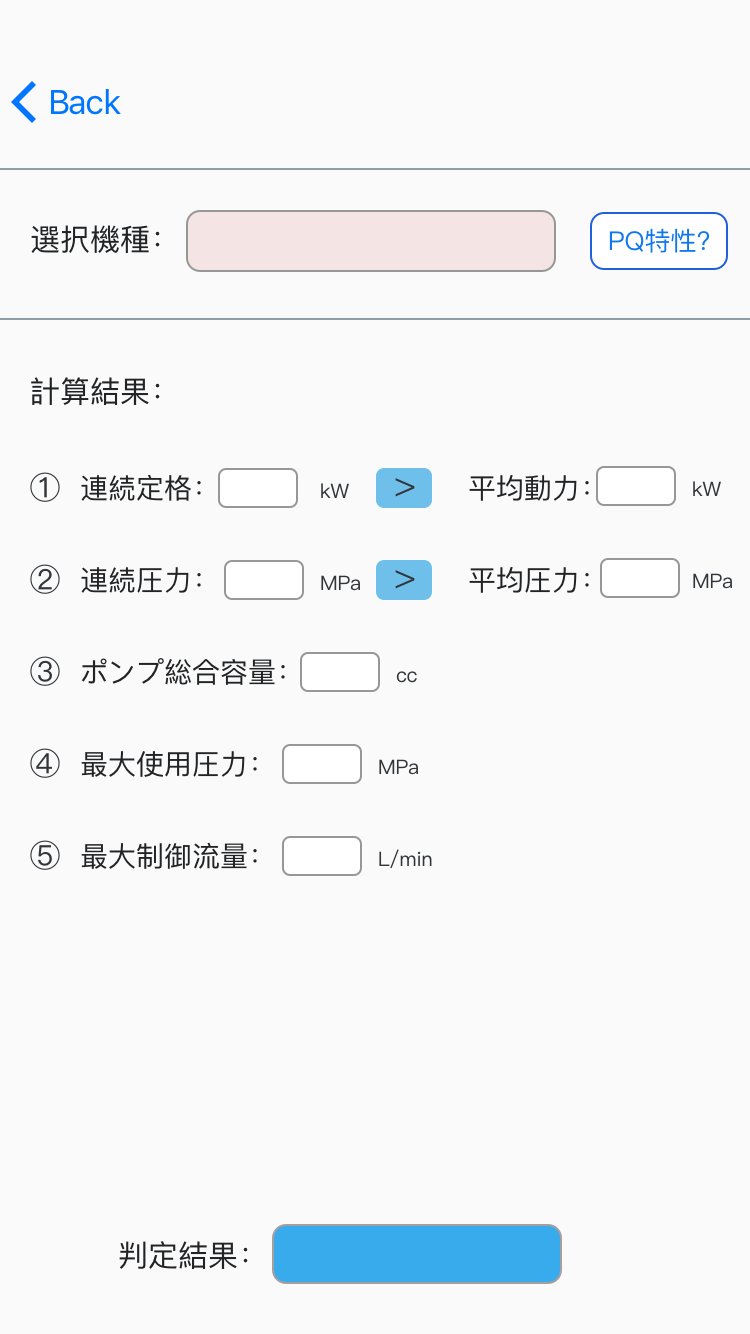 Back
選択機種： PQ特性?
計算結果：
① 連続定格： kW > 平均動力： kW
② 連続圧力： MPa > 平均圧力： MPa
③ ポンプ総合容量： cc
④ 最大使用圧力： MPa
⑤ 最大制御流量： L/min
判定結果：